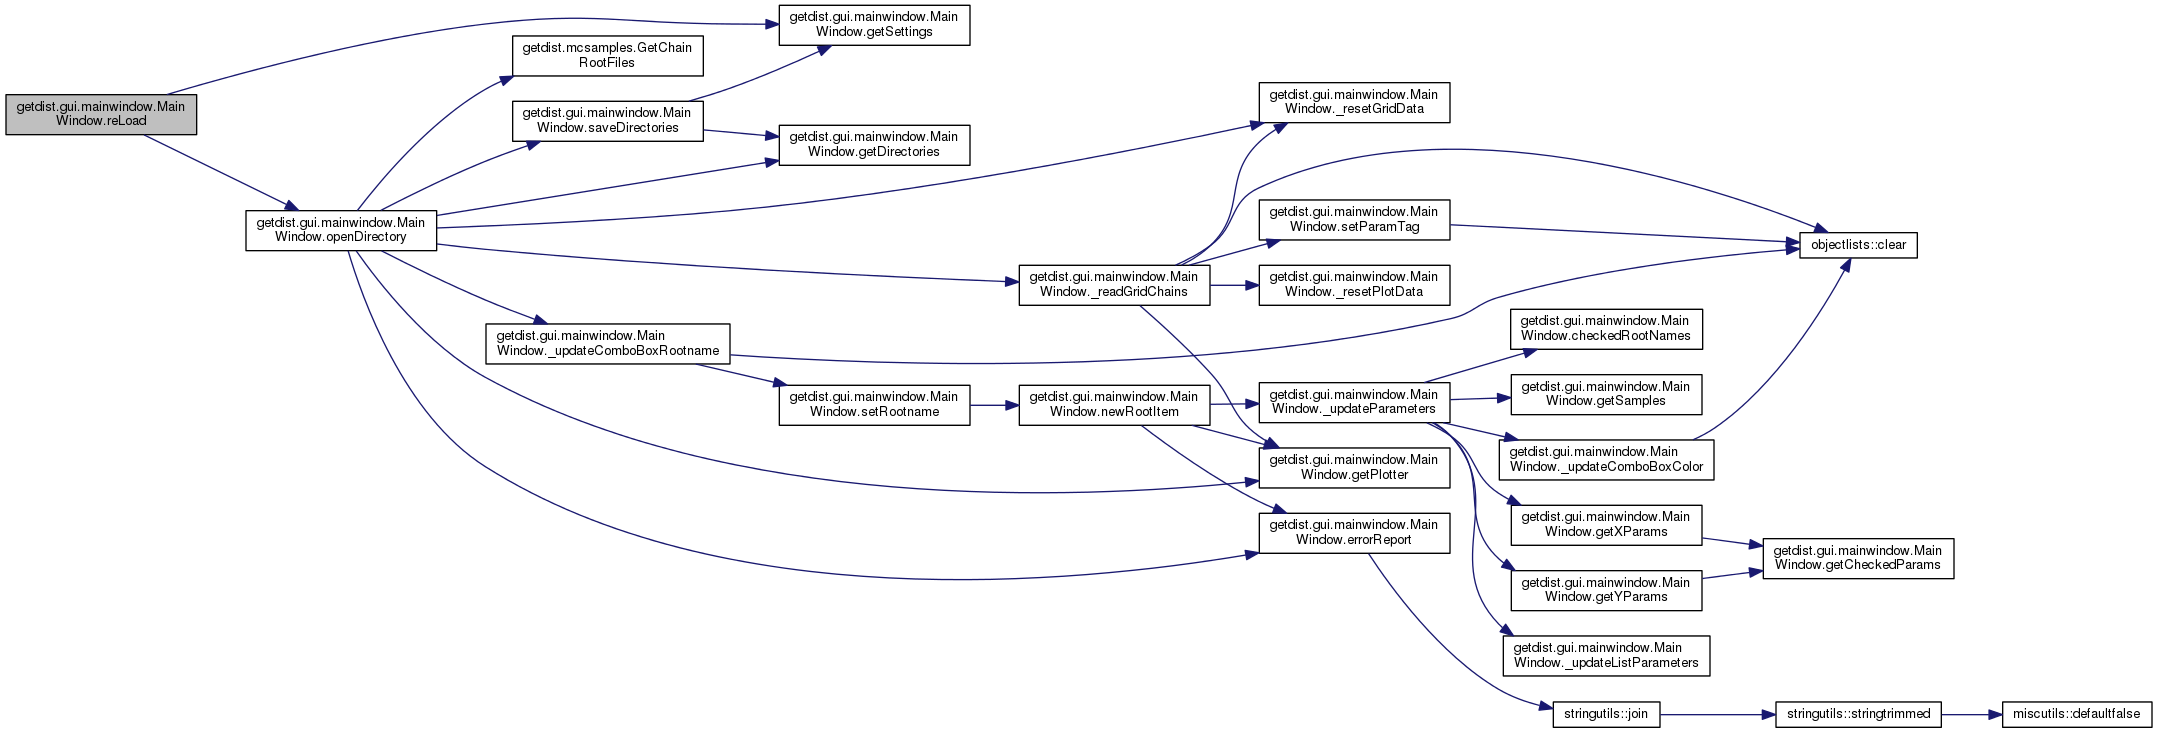 getdist.gui.mainwindow.Main
Window.reLoad
getdist.gui.mainwindow.Main
Window.openDirectory
getdist.mcsamples.GetChain
RootFiles
getdist.gui.mainwindow.Main
Window.saveDirectories
getdist.gui.mainwindow.Main
Window._updateComboBoxRootname
getdist.gui.mainwindow.Main
Window.getSettings
getdist.gui.mainwindow.Main
Window.getDirectories
getdist.gui.mainwindow.Main
Window.setRootname
getdist.gui.mainwindow.Main
Window._readGridChains
getdist.gui.mainwindow.Main
Window.newRootItem
getdist.gui.mainwindow.Main
Window._resetGridData
getdist.gui.mainwindow.Main
Window.setParamTag
getdist.gui.mainwindow.Main
Window._resetPlotData
getdist.gui.mainwindow.Main
Window._updateParameters
getdist.gui.mainwindow.Main
Window.getPlotter
getdist.gui.mainwindow.Main
Window.errorReport
getdist.gui.mainwindow.Main
Window.checkedRootNames
getdist.gui.mainwindow.Main
Window.getSamples
getdist.gui.mainwindow.Main
Window._updateComboBoxColor
getdist.gui.mainwindow.Main
Window.getXParams
getdist.gui.mainwindow.Main
Window.getYParams
getdist.gui.mainwindow.Main
Window._updateListParameters
stringutils::join
objectlists::clear
getdist.gui.mainwindow.Main
Window.getCheckedParams
stringutils::stringtrimmed
miscutils::defaultfalse